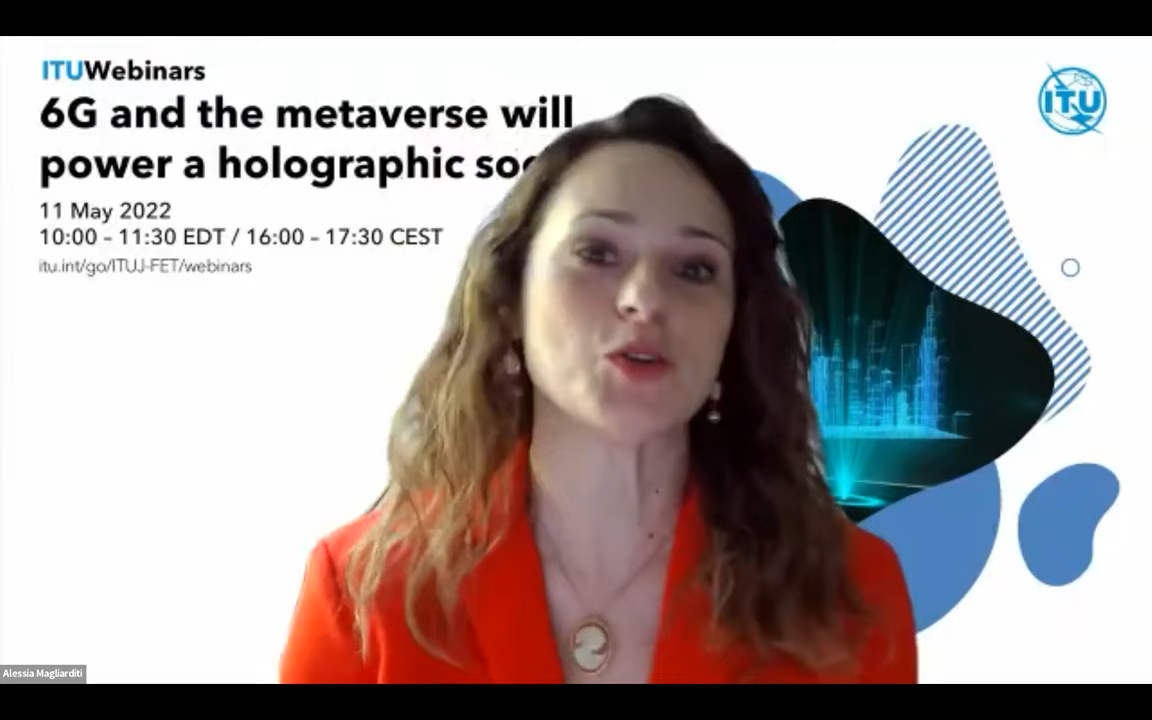 ITUWebinars
6G and the metaverse will
power a holographic
11 May 2022
10:00 – 11:30 EDT / 16:00 – 17:30 CEST
itu.int/go/ITUJ-FET/webinars
ITU
Alessia Magliarditi